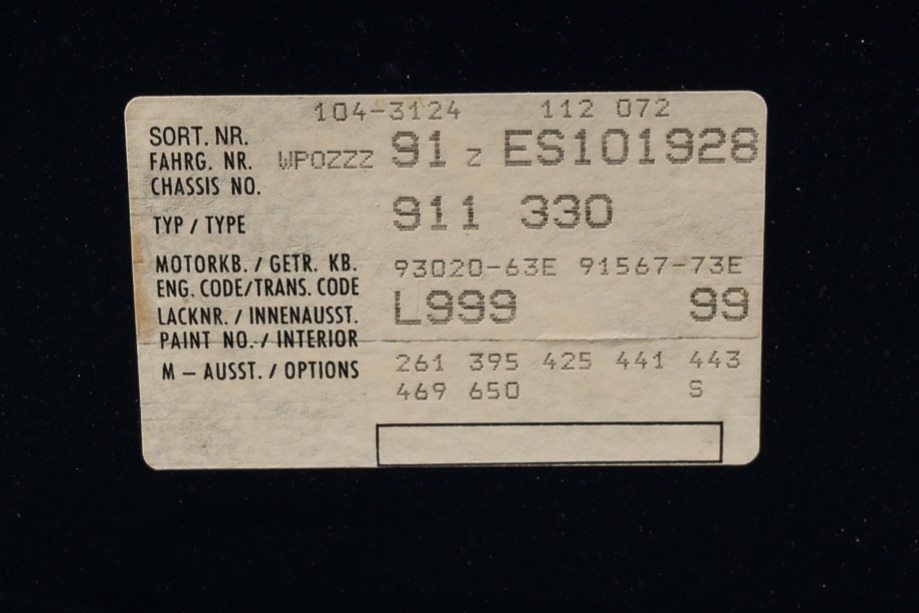 104-3124 112 072
SORT. NR.
FAHRG. NR. WP0ZZZ 91 Z ES101928
CHASSIS NO.
TYP / TYPE 911 330
MOTORKB. / GETR. KB. 93020-63E 91567-73E
ENG. CODE/TRANS. CODE
LACKNR. / INNENAUSST. L999 99
PAINT NO. / INTERIOR
M – AUSST. / OPTIONS 261 395 425 441 443
469 650 S